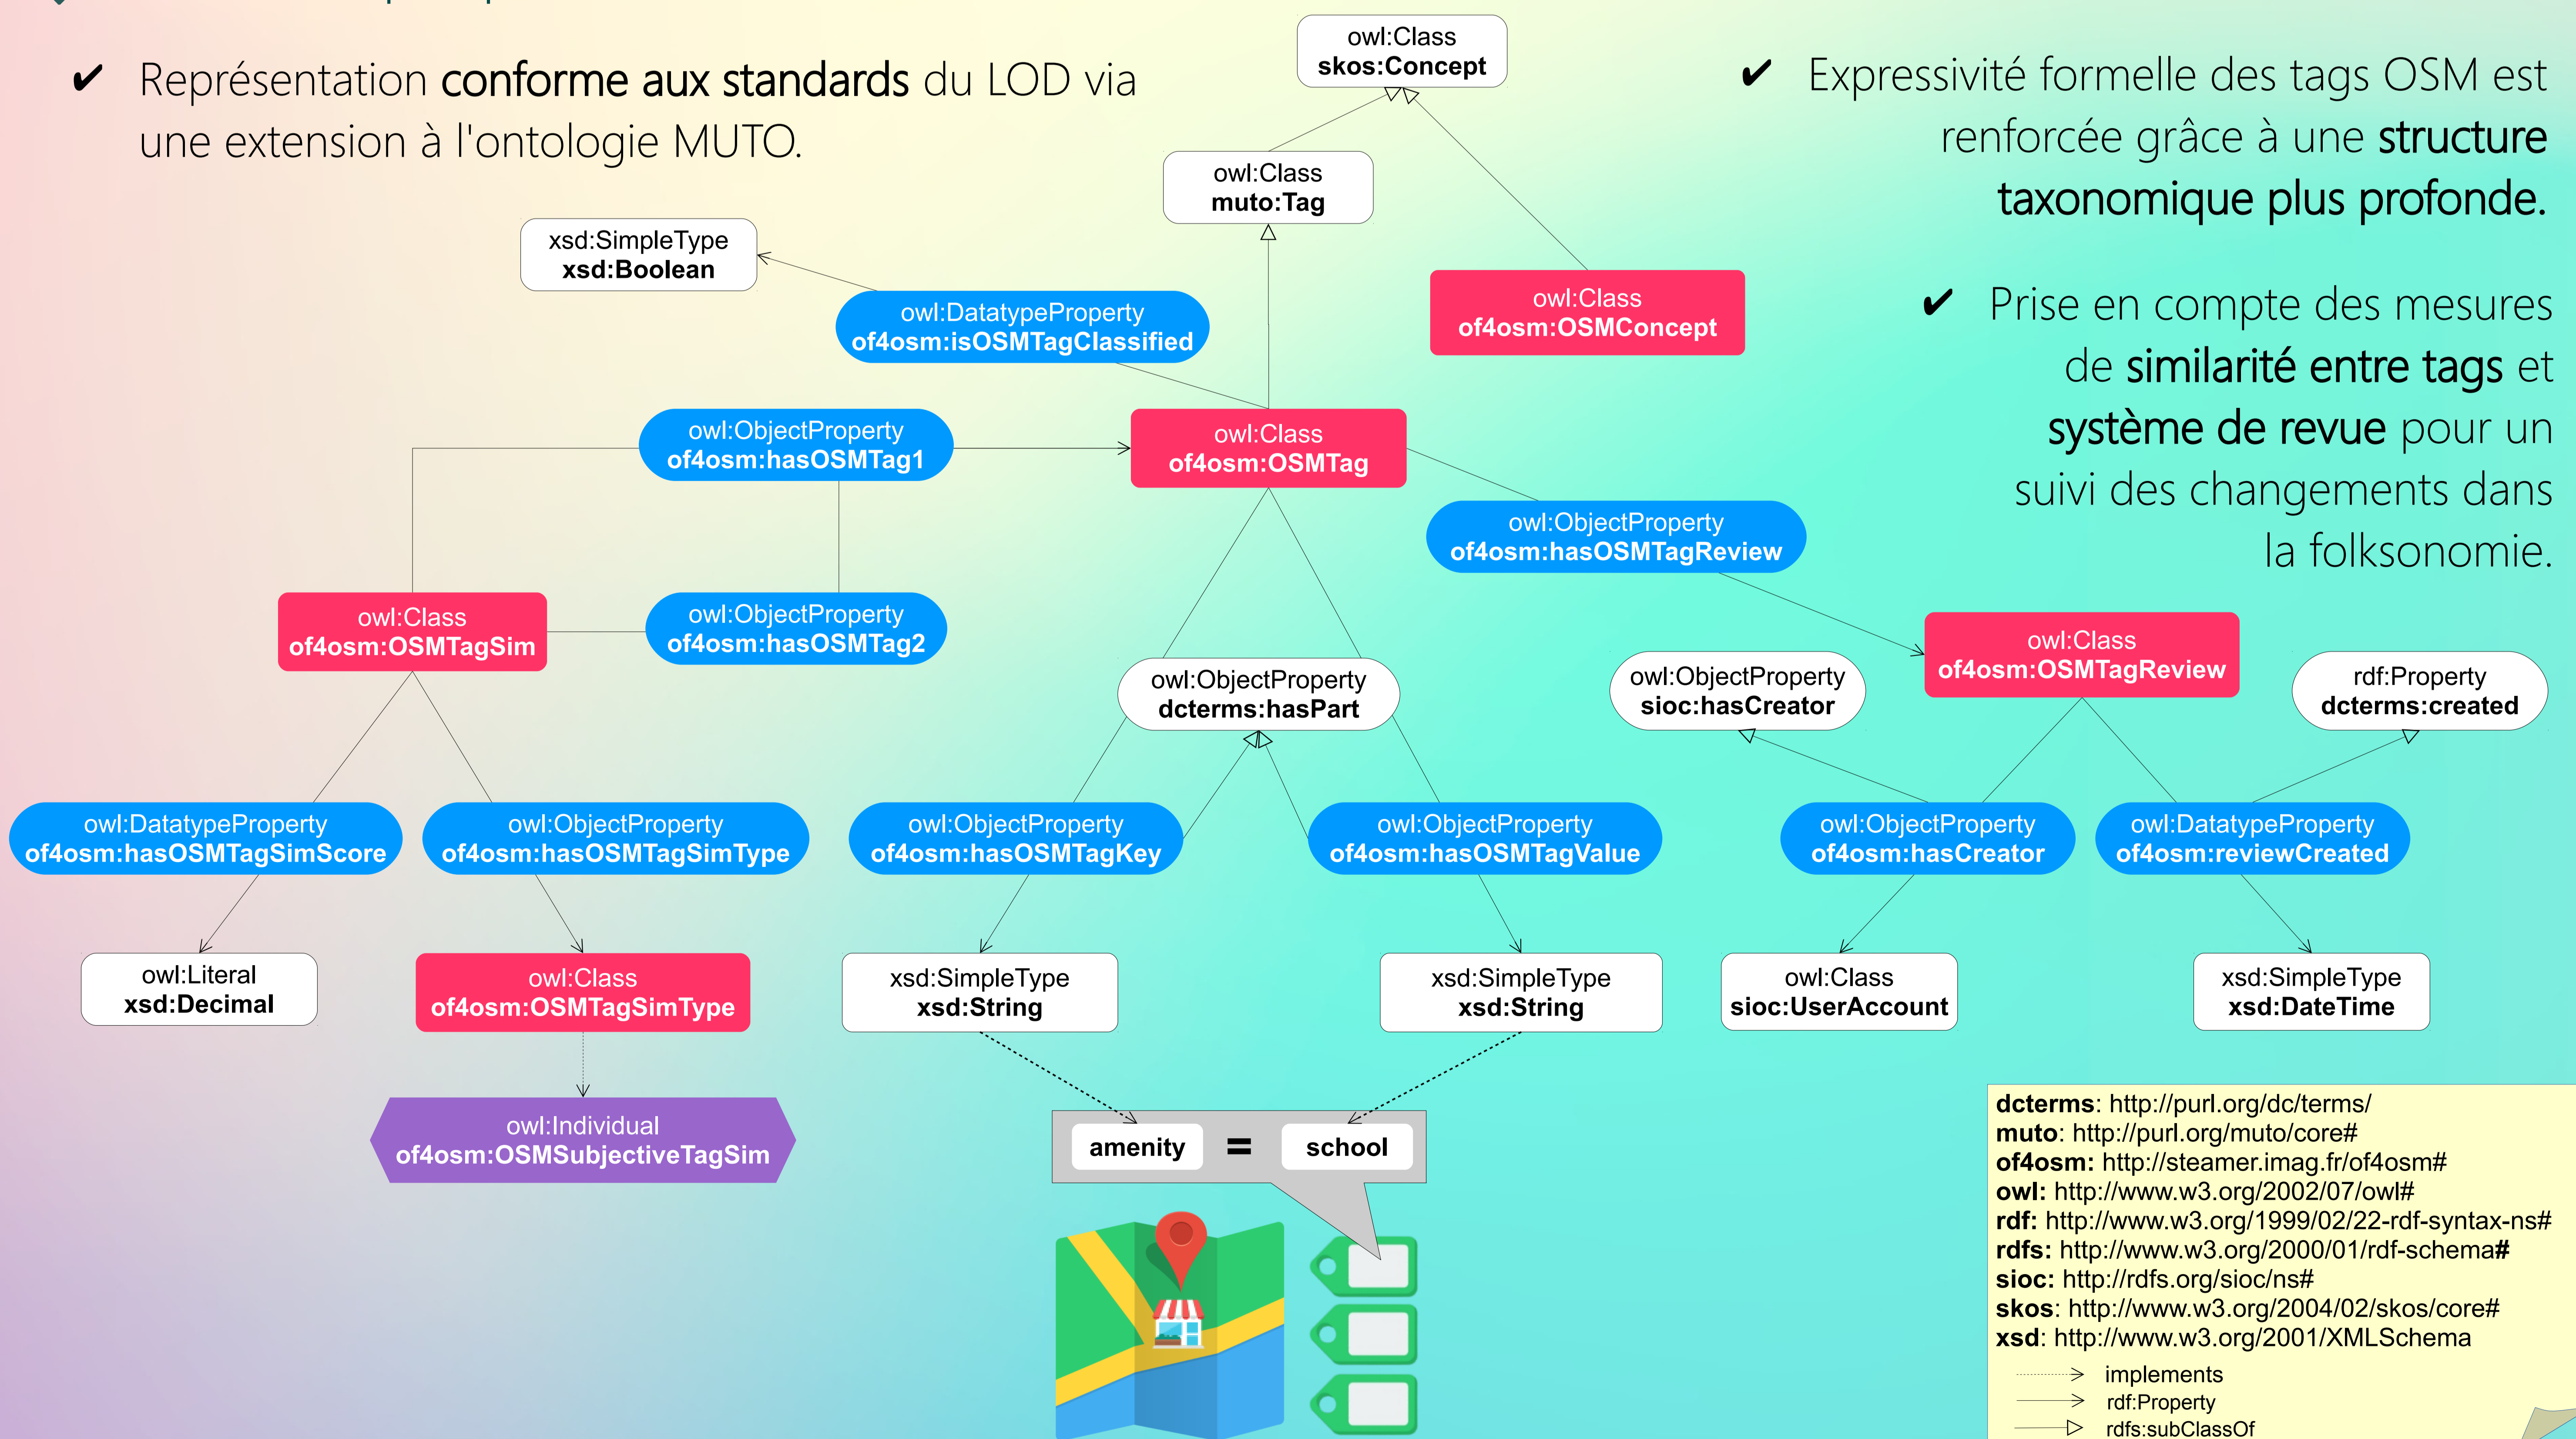 ✔ Représentation conforme aux standards du LOD via
une extension à l'ontologie MUTO.
owl:Class
skos:Concept
✔ Expressivité formelle des tags OSM est
renforcée grâce à une structure
taxonomique plus profonde.
owl:Class
muto:Tag
xsd:SimpleType
xsd:Boolean
owl:DatatypeProperty
of4osm:isOSMTagClassified
owl:Class
of4osm:OSMConcept
✔ Prise en compte des mesures
de similarité entre tags et
système de revue pour un
suivi des changements dans
la folksonomie.
owl:ObjectProperty
of4osm:hasOSMTag1
owl:Class
of4osm:OSMTag
owl:ObjectProperty
of4osm:hasOSMTagReview
owl:Class
of4osm:OSMTagSim
owl:ObjectProperty
of4osm:hasOSMTag2
owl:Class
of4osm:OSMTagReview
owl:ObjectProperty
dcterms:hasPart
owl:ObjectProperty
sioc:hasCreator
rdf:Property
dcterms:created
owl:DatatypeProperty
of4osm:hasOSMTagSimScore
owl:ObjectProperty
of4osm:hasOSMTagSimType
owl:ObjectProperty
of4osm:hasOSMTagKey
owl:ObjectProperty
of4osm:hasOSMTagValue
owl:ObjectProperty
of4osm:hasCreator
owl:DatatypeProperty
of4osm:reviewCreated
owl:Literal
xsd:Decimal
owl:Class
of4osm:OSMTagSimType
xsd:SimpleType
xsd:String
xsd:SimpleType
xsd:String
owl:Class
sioc:UserAccount
xsd:SimpleType
xsd:DateTime
owl:Individual
of4osm:OSMSubjectiveTagSim
amenity = school
dcterms: http://purl.org/dc/terms/
muto: http://purl.org/muto/core#
of4osm: http://steamer.imag.fr/of4osm#
owl: http://www.w3.org/2002/07/owl#
rdf: http://www.w3.org/1999/02/22-rdf-syntax-ns#
rdfs: http://www.w3.org/2000/01/rdf-schema#
sioc: http://rdfs.org/sioc/ns#
skos: http://www.w3.org/2004/02/skos/core#
xsd: http://www.w3.org/2001/XMLSchema
implements
rdf:Property
rdfs:subClassOf